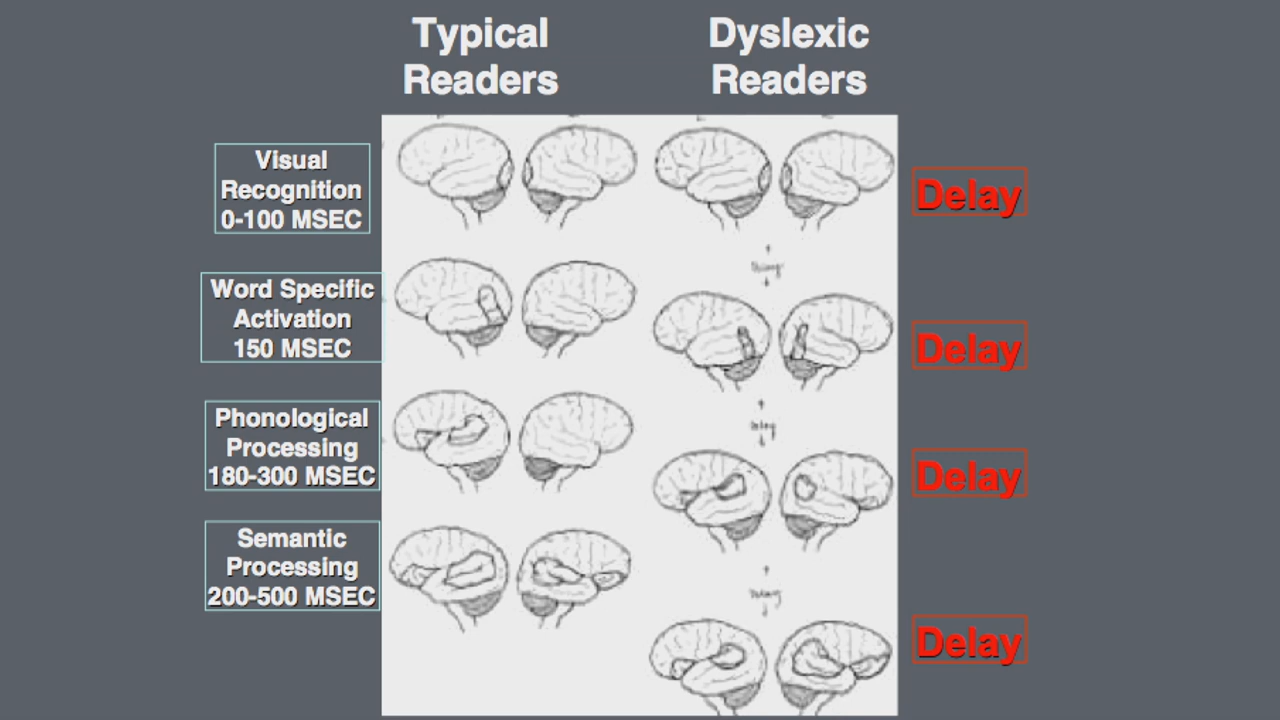 Typical
Readers
Dyslexic
Readers
Visual
Recognition
0-100 MSEC
Delay
Word Specific
Activation
150 MSEC
Delay
Phonological
Processing
180-300 MSEC
Delay
delay
Semantic
Processing
200-500 MSEC
Delay